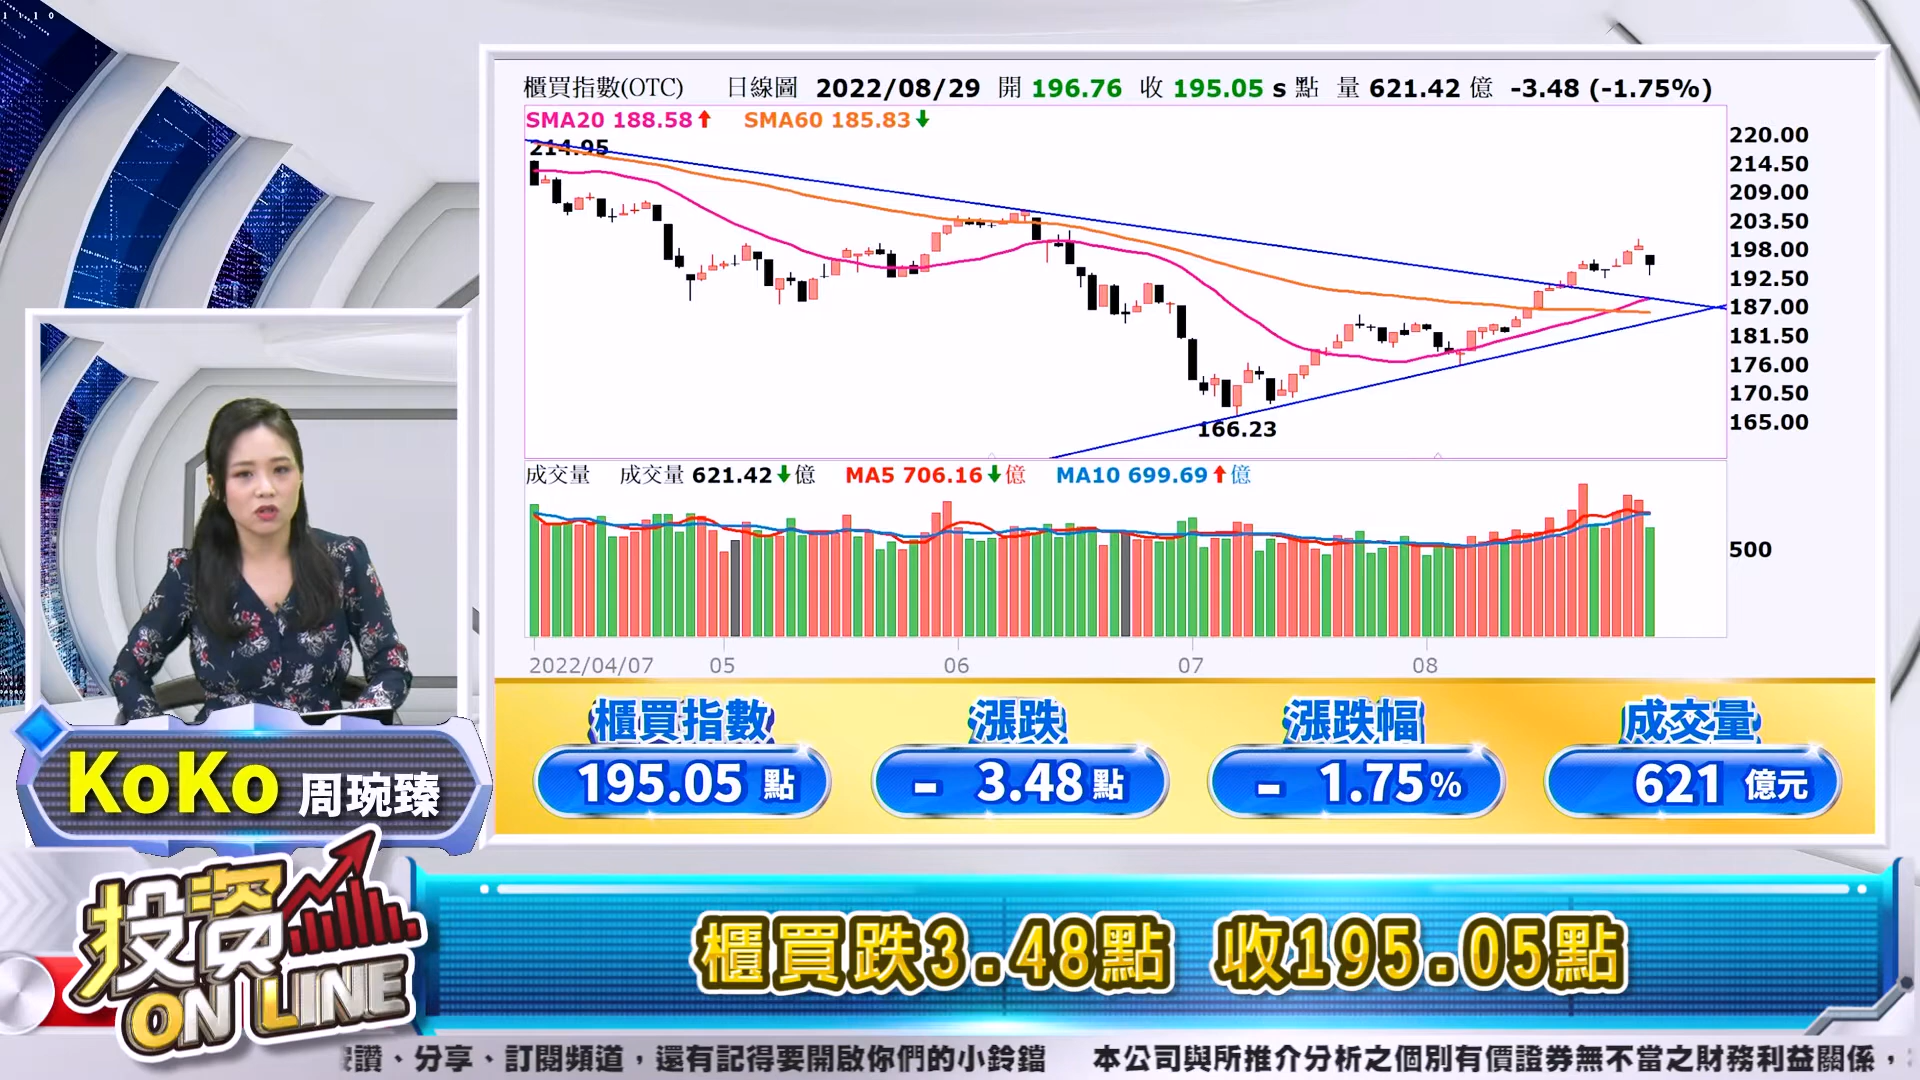 櫃買指數(OTC) 日線圖 2022/08/29 開 196.76 收 195.05 s 點 量 621.42 億 -3.48 (-1.75%)
SMA20 188.58 SMA60 185.83
214.95
166.23
220.00
214.50
209.00
203.50
198.00
192.50
187.00
181.50
176.00
170.50
165.00
成交量 成交量 621.42 億 MA5 706.16 億 MA10 699.69 億
500
2022/04/07 05 06 07 08
櫃買指數 漲跌 漲跌幅 成交量
195.05 點 - 3.48 點 - 1.75 % 621 億元
KoKo 周琬臻
投資
ON LINE
櫃買跌3.48點 收195.05點
讚、分享、訂閱頻道，還有記得要開啟你們的小鈴鐺 本公司與所推介分析之個別有價證券無不當之財務利益關係，